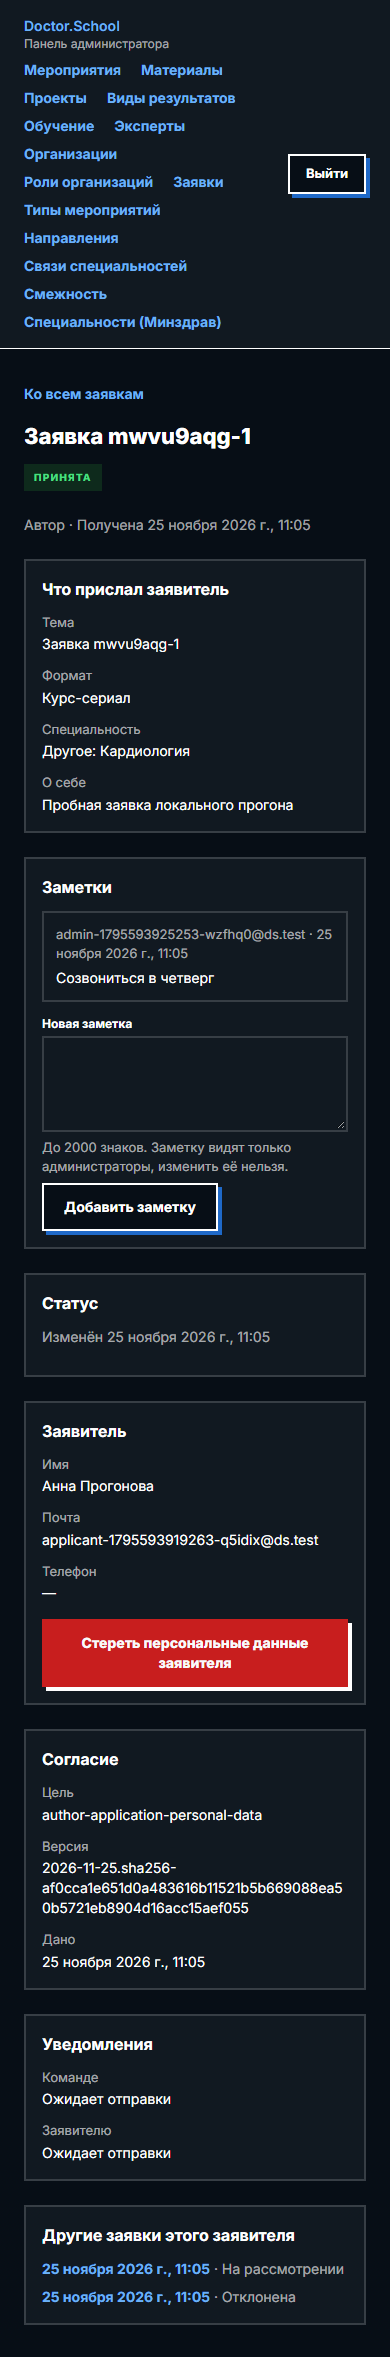 Doctor.School
Панель администратора
Мероприятия Материалы
Проекты Виды результатов
Обучение Эксперты
Организации
Роли организаций Заявки
Типы мероприятий
Направления
Связи специальностей
Смежность
Специальности (Минздрав)
Выйти
Ко всем заявкам
Заявка mwvu9aqg-1
ПРИНЯТА
Автор · Получена 25 ноября 2026 г., 11:05
Что прислал заявитель
Тема
Заявка mwvu9aqg-1
Формат
Курс-сериал
Специальность
Другое: Кардиология
О себе
Пробная заявка локального прогона
Заметки
admin-1795593925253-wzfhq0@ds.test · 25
ноября 2026 г., 11:05
Созвониться в четверг
Новая заметка
До 2000 знаков. Заметку видят только
администраторы, изменить её нельзя.
Добавить заметку
Статус
Изменён 25 ноября 2026 г., 11:05
Заявитель
Имя
Анна Прогонова
Почта
applicant-1795593919263-q5idix@ds.test
Телефон
—
Стереть персональные данные
заявителя
Согласие
Цель
author-application-personal-data
Версия
2026-11-25.sha256-
af0cca1e651d0a483616b11521b5b669088ea5
0b5721eb8904d16acc15aef055
Дано
25 ноября 2026 г., 11:05
Уведомления
Команде
Ожидает отправки
Заявителю
Ожидает отправки
Другие заявки этого заявителя
25 ноября 2026 г., 11:05 · На рассмотрении
25 ноября 2026 г., 11:05 · Отклонена